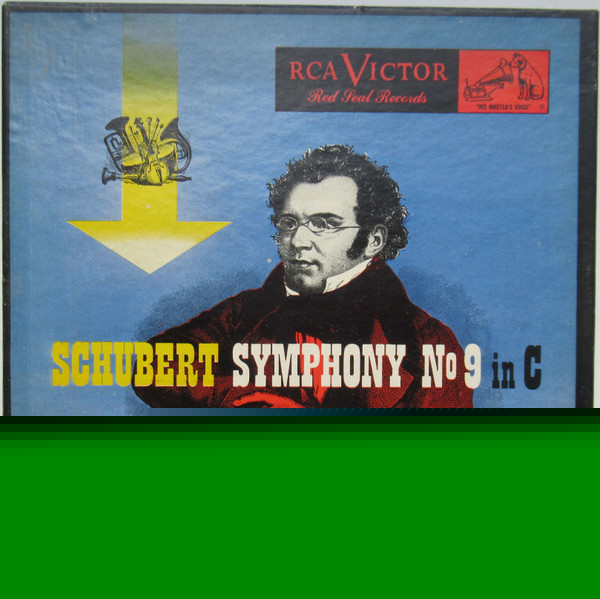 RCA VICTOR
Red Seal Records
"HIS MASTER'S VOICE"
SCHUBERT SYMPHONY No 9 in C